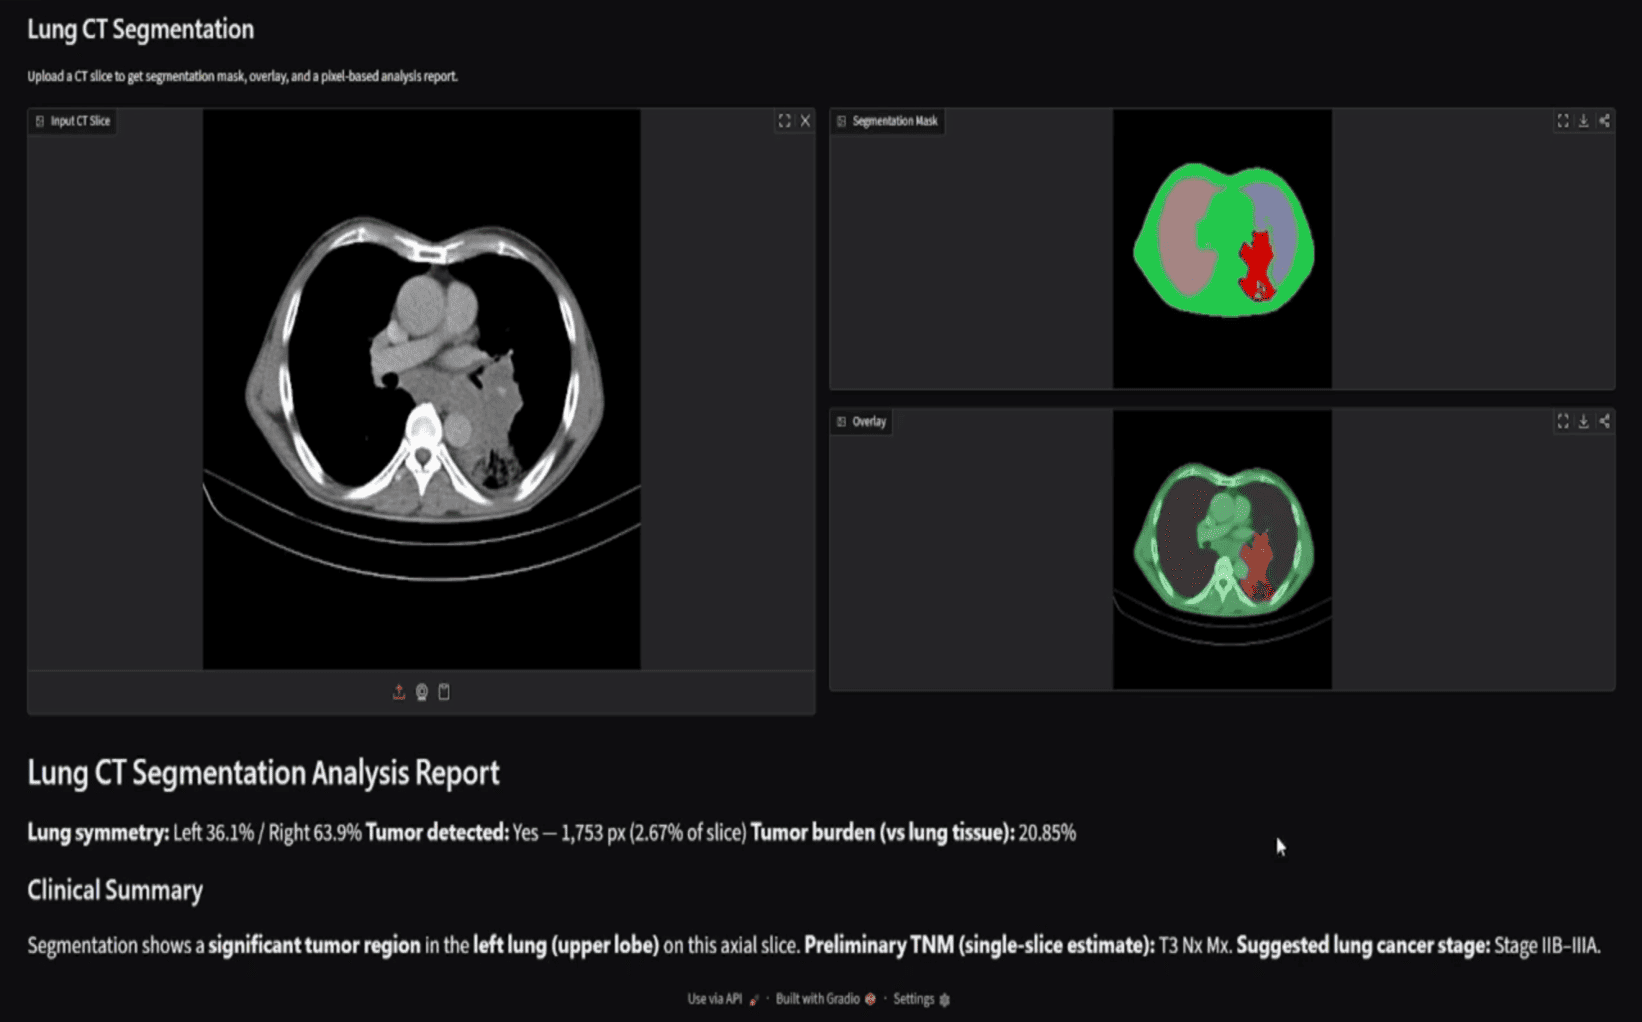 Lung CT Segmentation
Upload a CT slice to get segmentation mask, overlay, and a pixel-based analysis report.
Input CT Slice
Segmentation Mask
Overlay
Lung CT Segmentation Analysis Report
Lung symmetry: Left 36.1% / Right 63.9% Tumor detected: Yes — 1,753 px (2.67% of slice) Tumor burden (vs lung tissue): 20.85%
Clinical Summary
Segmentation shows a significant tumor region in the left lung (upper lobe) on this axial slice. Preliminary TNM (single-slice estimate): T3 Nx Mx. Suggested lung cancer stage: Stage IIB–IIIA.
Use via API · Built with Gradio · Settings